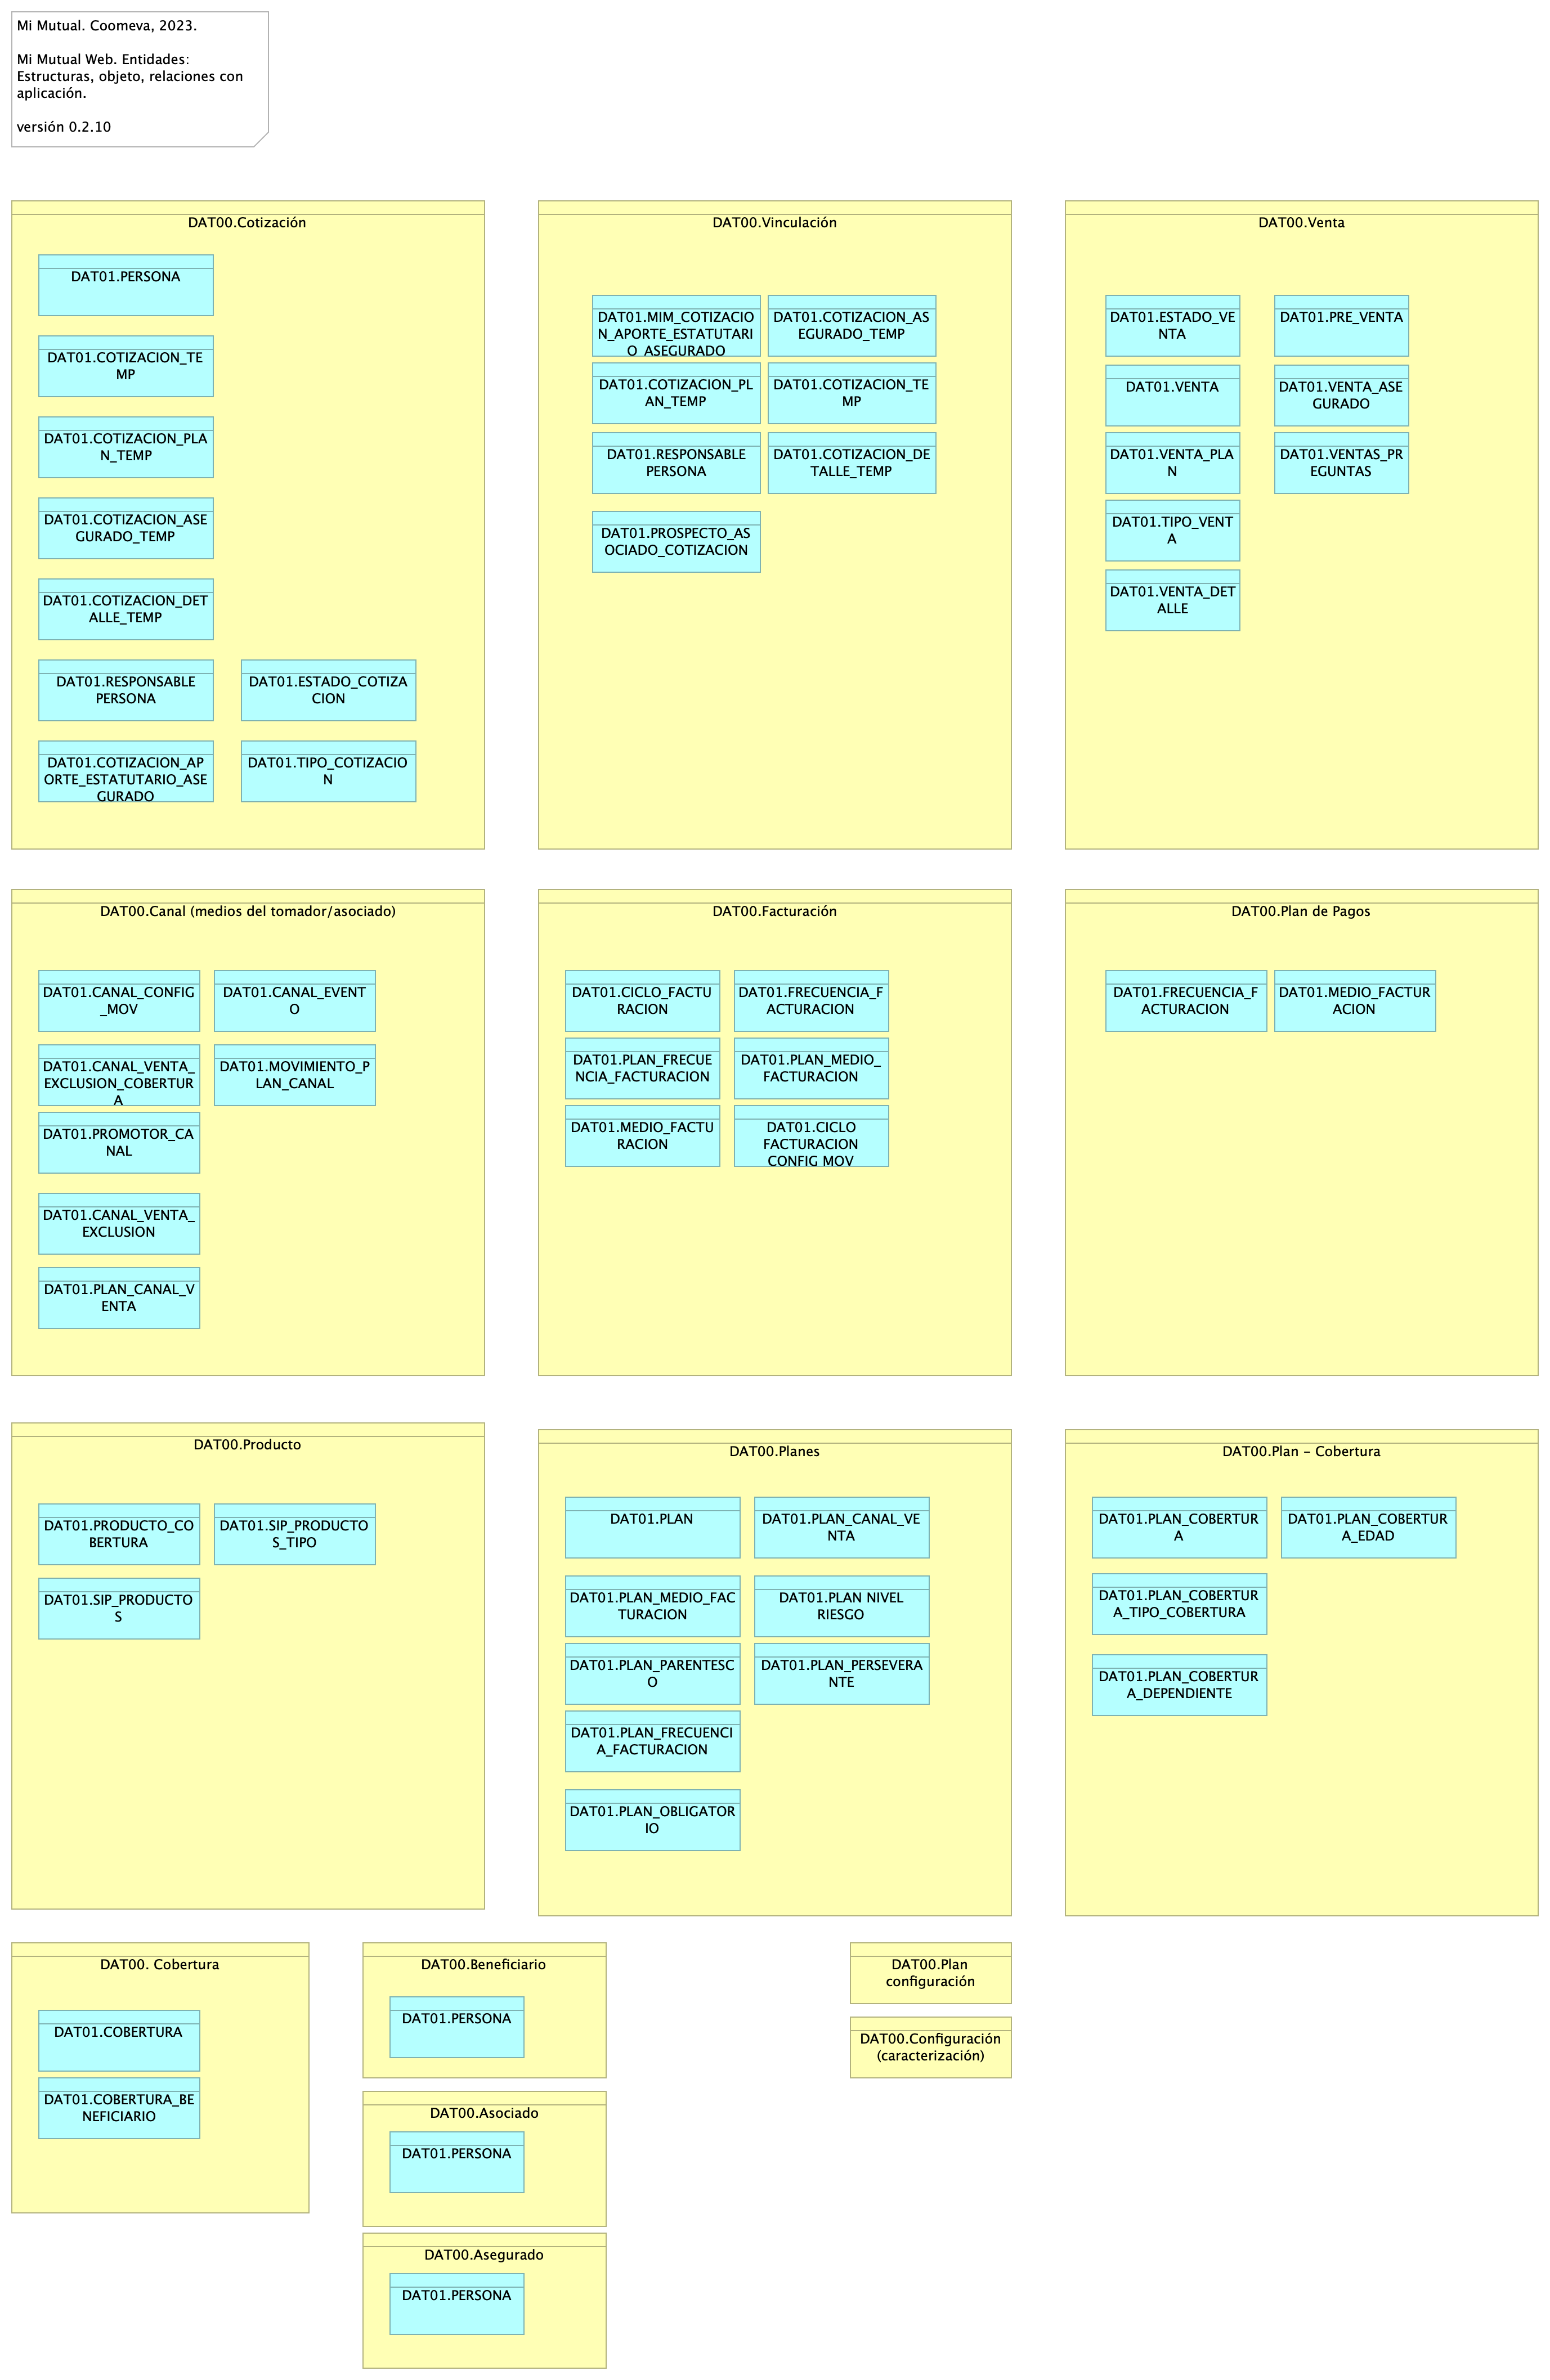 Mi Mutual. Coomeva, 2023.
Mi Mutual Web. Entidades:
Estructuras, objeto, relaciones con
aplicación.
versión 0.2.10
DAT00.Cotización
DAT01.PERSONA
DAT01.COTIZACION_TE
MP
DAT01.COTIZACION_PLA
N_TEMP
DAT01.COTIZACION_ASE
GURADO_TEMP
DAT01.COTIZACION_DET
ALLE_TEMP
DAT01.RESPONSABLE
PERSONA
DAT01.ESTADO_COTIZA
CION
DAT01.COTIZACION_AP
ORTE_ESTATUTARIO_ASE
GURADO
DAT01.TIPO_COTIZACIO
N
DAT00.Vinculación
DAT01.MIM_COTIZACIO
N_APORTE_ESTATUTARI
O_ASEGURADO
DAT01.COTIZACION_AS
EGURADO_TEMP
DAT01.COTIZACION_PL
AN_TEMP
DAT01.COTIZACION_TE
MP
DAT01.RESPONSABLE
PERSONA
DAT01.COTIZACION_DE
TALLE_TEMP
DAT01.PROSPECTO_AS
OCIADO_COTIZACION
DAT00.Venta
DAT01.ESTADO_VE
NTA
DAT01.PRE_VENTA
DAT01.VENTA
DAT01.VENTA_ASE
GURADO
DAT01.VENTA_PLA
N
DAT01.VENTAS_PR
EGUNTAS
DAT01.TIPO_VENT
A
DAT01.VENTA_DET
ALLE
DAT00.Canal (medios del tomador/asociado)
DAT01.CANAL_CONFIG
_MOV
DAT01.CANAL_EVENT
O
DAT01.CANAL_VENTA_
EXCLUSION_COBERTUR
A
DAT01.MOVIMIENTO_P
LAN_CANAL
DAT01.PROMOTOR_CA
NAL
DAT01.CANAL_VENTA_
EXCLUSION
DAT01.PLAN_CANAL_V
ENTA
DAT00.Facturación
DAT01.CICLO_FACTU
RACION
DAT01.FRECUENCIA_F
ACTURACION
DAT01.PLAN_FRECUE
NCIA_FACTURACION
DAT01.PLAN_MEDIO_
FACTURACION
DAT01.MEDIO_FACTU
RACION
DAT01.CICLO
FACTURACION
CONFIG MOV
DAT00.Plan de Pagos
DAT01.FRECUENCIA_F
ACTURACION
DAT01.MEDIO_FACTUR
ACION
DAT00.Producto
DAT01.PRODUCTO_CO
BERTURA
DAT01.SIP_PRODUCTO
S_TIPO
DAT01.SIP_PRODUCTO
S
DAT00.Planes
DAT01.PLAN
DAT01.PLAN_CANAL_VE
NTA
DAT01.PLAN_MEDIO_FAC
TURACION
DAT01.PLAN NIVEL
RIESGO
DAT01.PLAN_PARENTESC
O
DAT01.PLAN_PERSEVERA
NTE
DAT01.PLAN_FRECUENCI
A_FACTURACION
DAT01.PLAN_OBLIGATOR
IO
DAT00.Plan - Cobertura
DAT01.PLAN_COBERTUR
A
DAT01.PLAN_COBERTUR
A_EDAD
DAT01.PLAN_COBERTUR
A_TIPO_COBERTURA
DAT01.PLAN_COBERTUR
A_DEPENDIENTE
DAT00. Cobertura
DAT01.COBERTURA
DAT01.COBERTURA_BE
NEFICIARIO
DAT00.Beneficiario
DAT01.PERSONA
DAT00.Asociado
DAT01.PERSONA
DAT00.Asegurado
DAT01.PERSONA
DAT00.Plan
configuración
DAT00.Configuración
(caracterización)